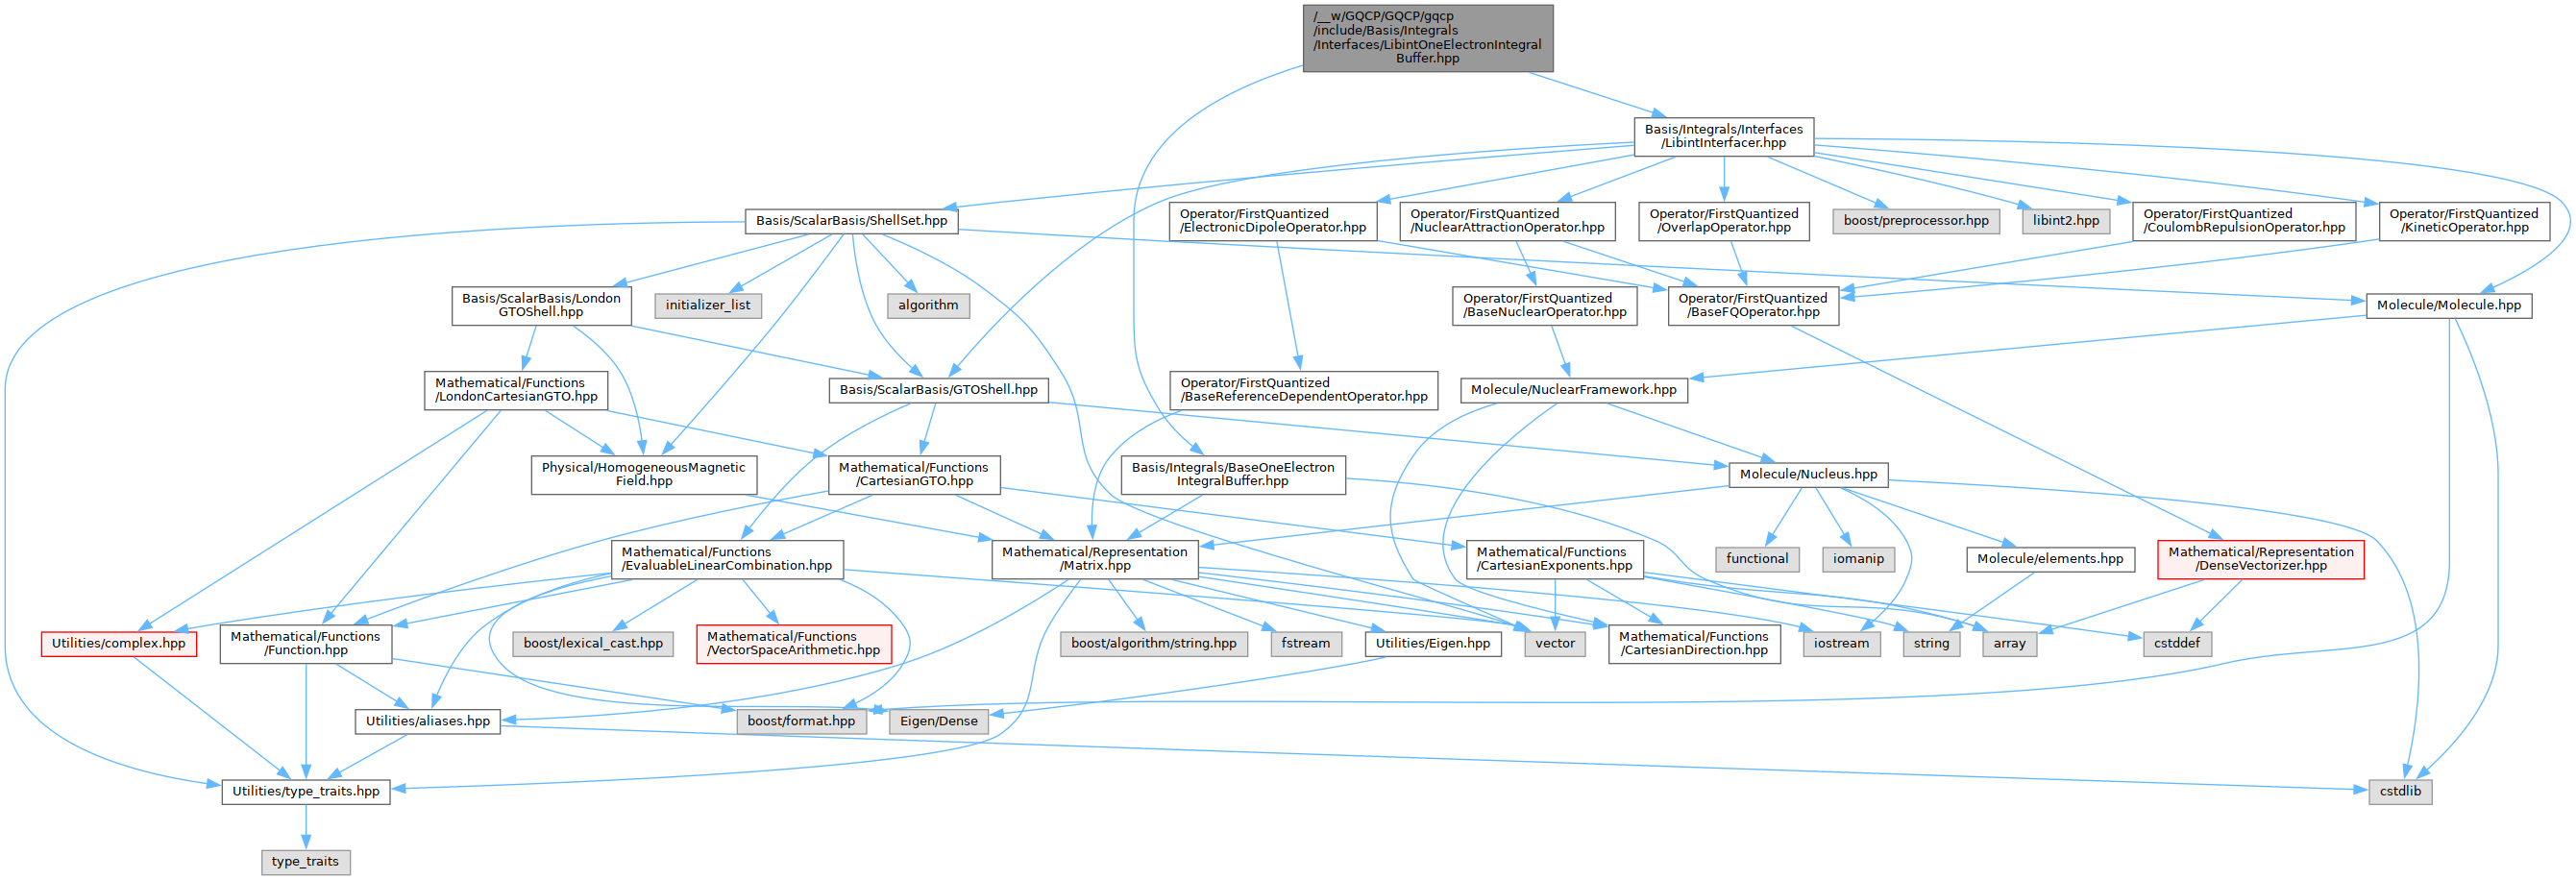 /__w/GQCP/GQCP/gqcp
/include/Basis/Integrals
/Interfaces/LibintOneElectronIntegral
Buffer.hpp
Basis/Integrals/Interfaces
/LibintInterfacer.hpp
Basis/ScalarBasis/ShellSet.hpp
Operator/FirstQuantized
/ElectronicDipoleOperator.hpp
Operator/FirstQuantized
/NuclearAttractionOperator.hpp
Operator/FirstQuantized
/OverlapOperator.hpp
boost/preprocessor.hpp
libint2.hpp
Operator/FirstQuantized
/CoulombRepulsionOperator.hpp
Operator/FirstQuantized
/KineticOperator.hpp
Basis/ScalarBasis/London
GTOShell.hpp
initializer_list
algorithm
Operator/FirstQuantized
/BaseNuclearOperator.hpp
Operator/FirstQuantized
/BaseFQOperator.hpp
Molecule/Molecule.hpp
Mathematical/Functions
/LondonCartesianGTO.hpp
Basis/ScalarBasis/GTOShell.hpp
Operator/FirstQuantized
/BaseReferenceDependentOperator.hpp
Molecule/NuclearFramework.hpp
Physical/HomogeneousMagnetic
Field.hpp
Mathematical/Functions
/CartesianGTO.hpp
Basis/Integrals/BaseOneElectron
IntegralBuffer.hpp
Molecule/Nucleus.hpp
Mathematical/Functions
/EvaluableLinearCombination.hpp
Mathematical/Representation
/Matrix.hpp
Mathematical/Functions
/CartesianExponents.hpp
functional
iomanip
Molecule/elements.hpp
Mathematical/Representation
/DenseVectorizer.hpp
Utilities/complex.hpp
Mathematical/Functions
/Function.hpp
boost/lexical_cast.hpp
Mathematical/Functions
/VectorSpaceArithmetic.hpp
boost/algorithm/string.hpp
fstream
Utilities/Eigen.hpp
vector
Mathematical/Functions
/CartesianDirection.hpp
iostream
string
array
cstddef
Utilities/aliases.hpp
boost/format.hpp
Eigen/Dense
Utilities/type_traits.hpp
cstdlib
type_traits